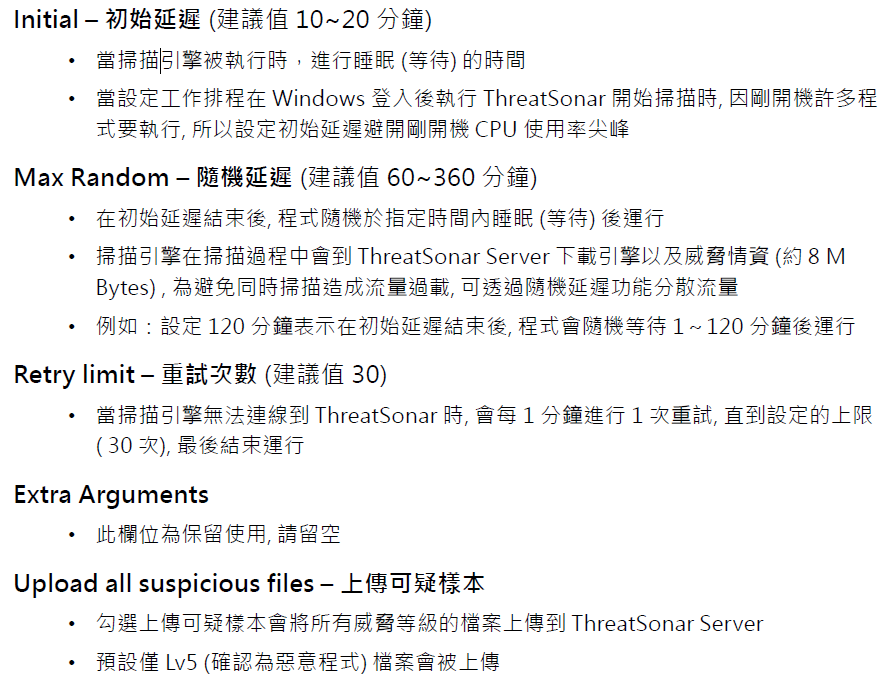 Initial – 初始延遲 (建議值 10~20 分鐘)
• 當掃描引擎被執行時，進行睡眠 (等待) 的時間
• 當設定工作排程在 Windows 登入後執行 ThreatSonar 開始掃描時, 因剛開機許多程
式要執行, 所以設定初始延遲避開剛開機 CPU 使用率尖峰
Max Random – 隨機延遲 (建議值 60~360 分鐘)
• 在初始延遲結束後, 程式隨機於指定時間內睡眠 (等待) 後運行
• 掃描引擎在掃描過程中會到 ThreatSonar Server 下載引擎以及威脅情資 (約 8 M
Bytes) , 為避免同時掃描造成流量過載, 可透過隨機延遲功能分散流量
• 例如：設定 120 分鐘表示在初始延遲結束後, 程式會隨機等待 1 ~ 120 分鐘後運行
Retry limit – 重試次數 (建議值 30)
• 當掃描引擎無法連線到 ThreatSonar 時, 會每 1 分鐘進行 1 次重試, 直到設定的上限
( 30 次), 最後結束運行
Extra Arguments
• 此欄位為保留使用, 請留空
Upload all suspicious files – 上傳可疑樣本
• 勾選上傳可疑樣本會將所有威脅等級的檔案上傳到 ThreatSonar Server
• 預設僅 Lv5 (確認為惡意程式) 檔案會被上傳